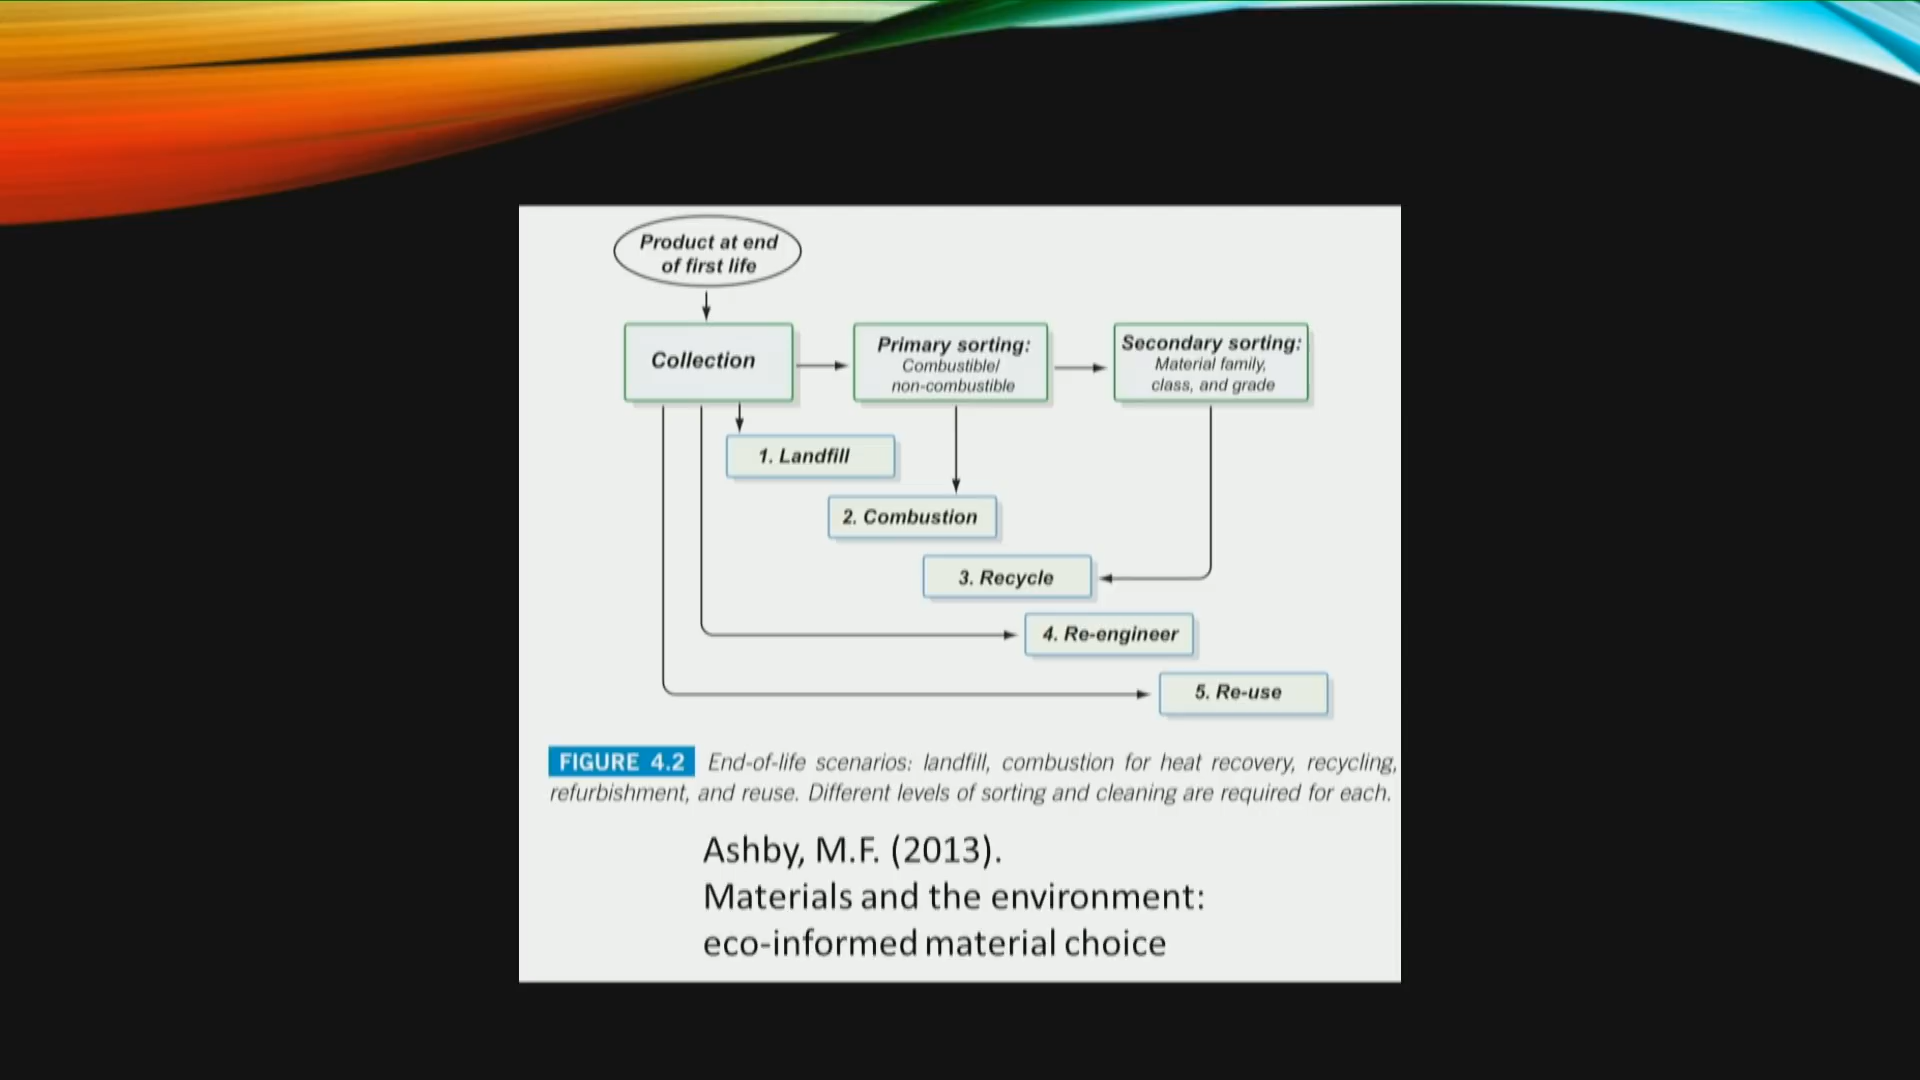 Product at end
of first life
Collection
Primary sorting:
Combustible/
non-combustible
Secondary sorting:
Material family,
class, and grade
1. Landfill
2. Combustion
3. Recycle
4. Re-engineer
5. Re-use
FIGURE 4.2 End-of-life scenarios: landfill, combustion for heat recovery, recycling,
refurbishment, and reuse. Different levels of sorting and cleaning are required for each.
Ashby, M.F. (2013).
Materials and the environment:
eco-informed material choice